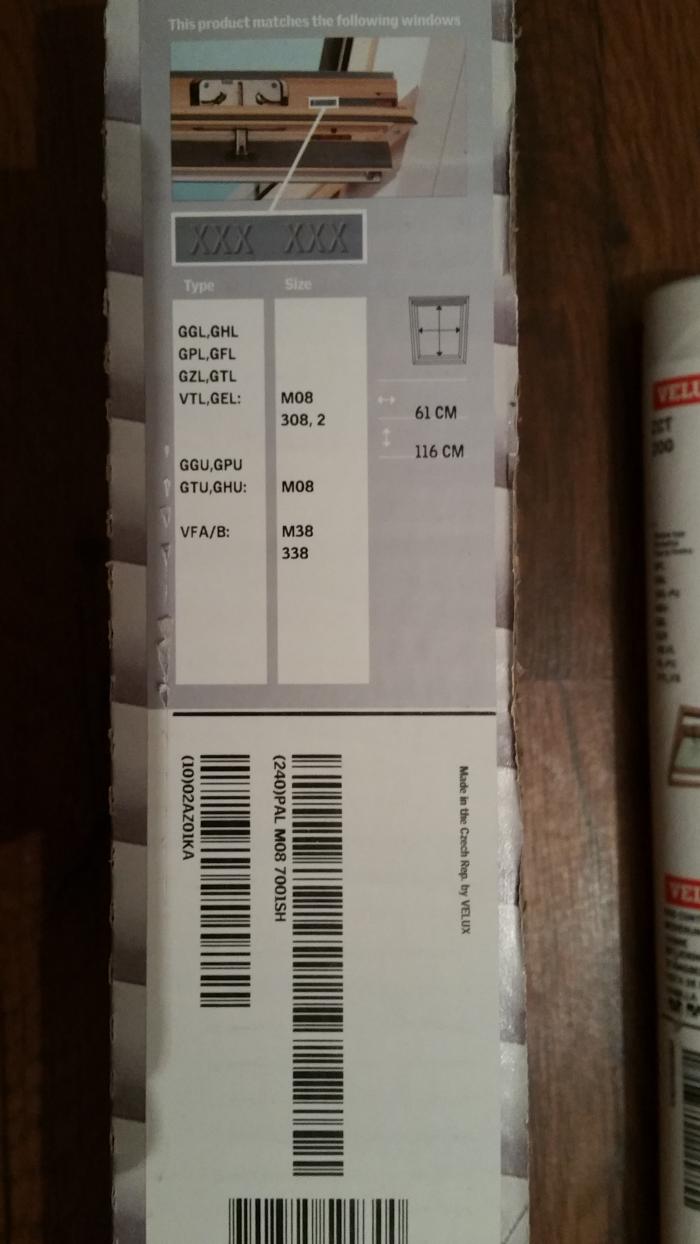 This product matches the following windows
XXX XXX
Type Size
GGL,GHL
GPL,GFL
GZL,GTL
VTL,GEL: M08
308, 2
61 CM
116 CM
GGU,GPU
GTU,GHU: M08
VFA/B: M38
338
(10)02AZ01KA
(240)PAL M08 7001SH
Made in the Czech Rep. by VELUX